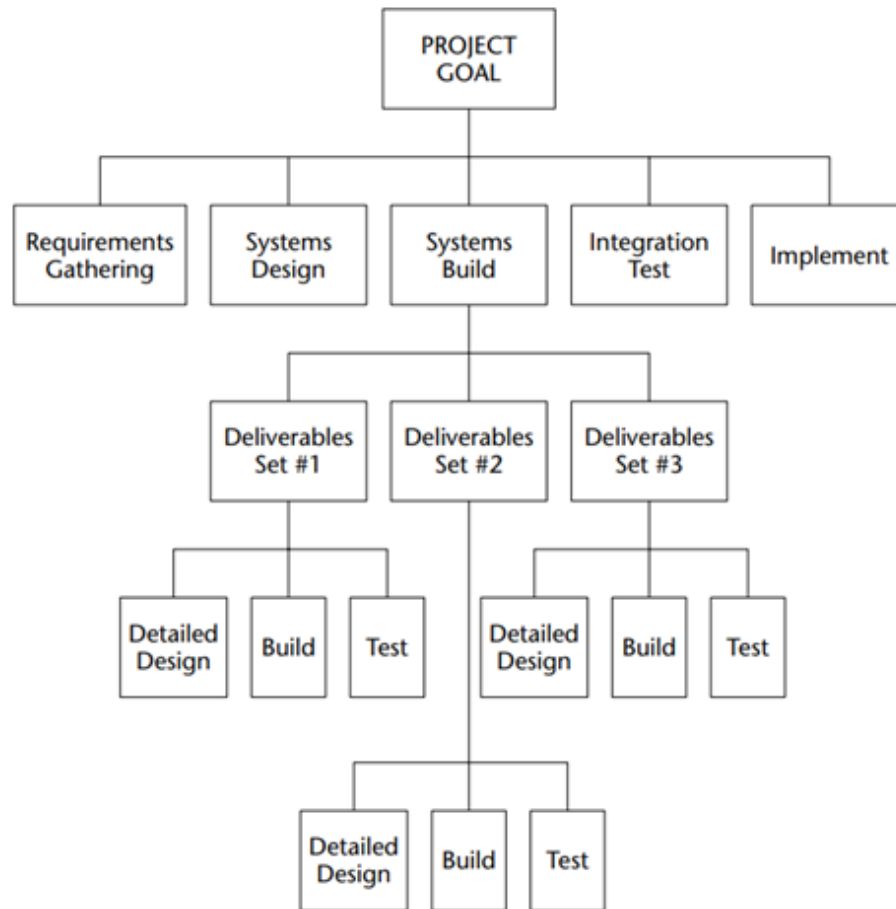 PROJECT
GOAL
Requirements
Gathering
Systems
Design
Systems
Build
Integration
Test
Implement
Deliverables
Set #1
Deliverables
Set #2
Deliverables
Set #3
Detailed
Design
Build
Test
Detailed
Design
Build
Test
Detailed
Design
Build
Test